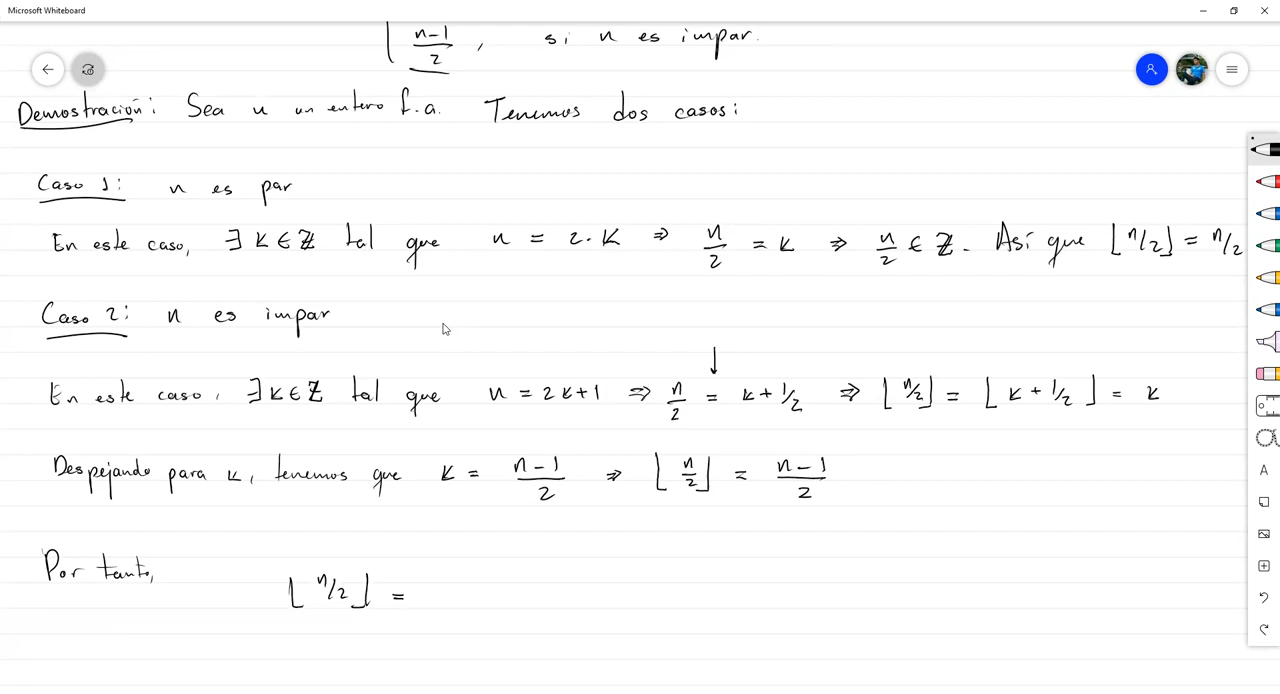 Microsoft Whiteboard
n-1/2 , si n es impar.
Demostración: Sea n un entero f.a. Tenemos dos casos:
Caso 1: n es par
En este caso, ∃ K ∈ ℤ tal que n = 2·K ⇒ n/2 = K ⇒ n/2 ∈ ℤ. Así que ⌊n/2⌋ = n/2
Caso 2: n es impar
En este caso, ∃ K ∈ ℤ tal que n = 2K+1 ⇒ n/2 = K + 1/2 ⇒ ⌊n/2⌋ = ⌊K + 1/2⌋ = K
Despejando para K, tenemos que K = n-1/2 ⇒ ⌊n/2⌋ = n-1/2
Por tanto,
⌊n/2⌋ =